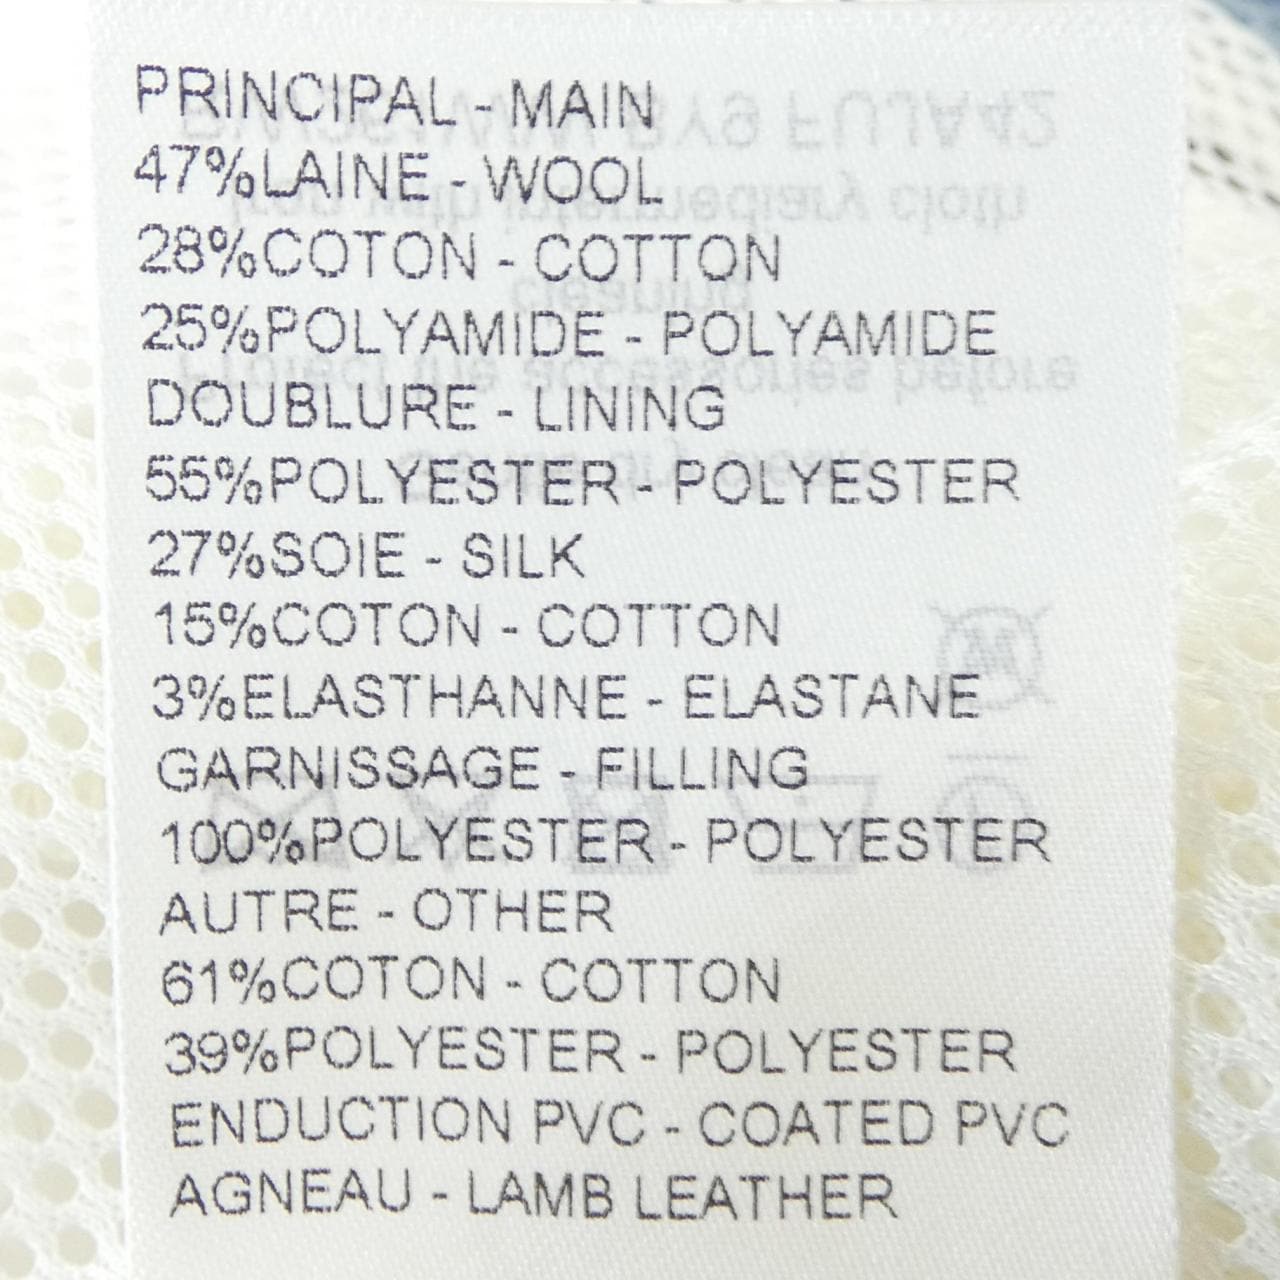 PRINCIPAL - MAIN
47%LAINE - WOOL
28%COTON - COTTON
25%POLYAMIDE - POLYAMIDE
DOUBLURE - LINING
55%POLYESTER - POLYESTER
27%SOIE - SILK
15%COTON - COTTON
3%ELASTHANNE - ELASTANE
GARNISSAGE - FILLING
100%POLYESTER - POLYESTER
AUTRE - OTHER
61%COTON - COTTON
39%POLYESTER - POLYESTER
ENDUCTION PVC - COATED PVC
AGNEAU - LAMB LEATHER